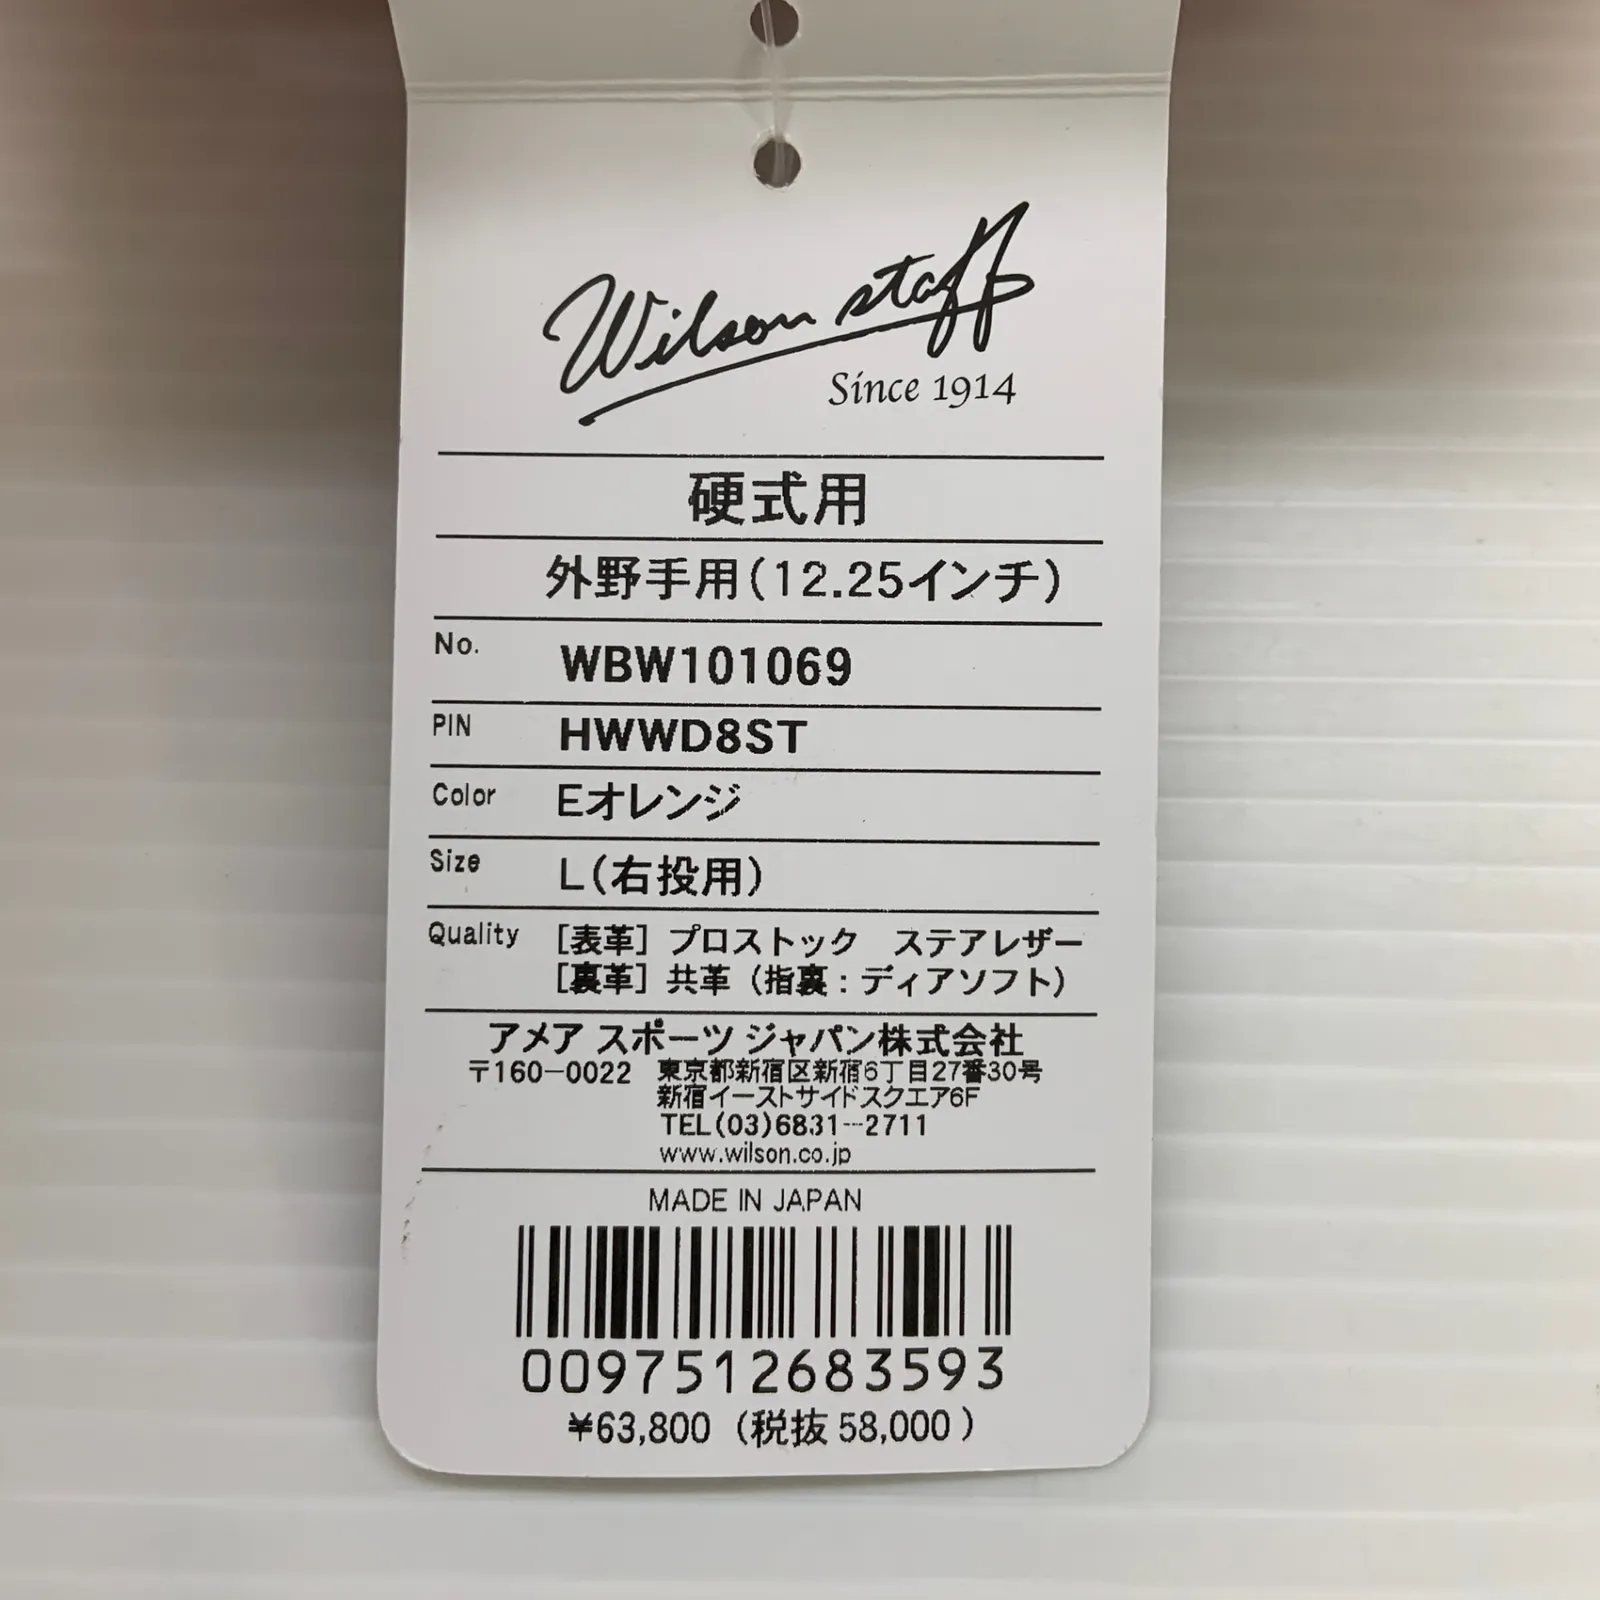 Wilson staff
Since 1914
硬式用
外野手用(12.25インチ)
No. WBW101069
PIN HWWD8ST
Color Eオレンジ
Size L(右投用)
Quality [表革] プロストック ステアレザー
[裏革] 共革 (指裏:ディアソフト)
アメア スポーツ ジャパン株式会社
〒160-0022 東京都新宿区新宿6丁目27番30号
新宿イーストサイドスクエア6F
TEL(03)6831-2711
www.wilson.co.jp
MADE IN JAPAN
0097512683593
¥63,800 (税抜 58,000 )